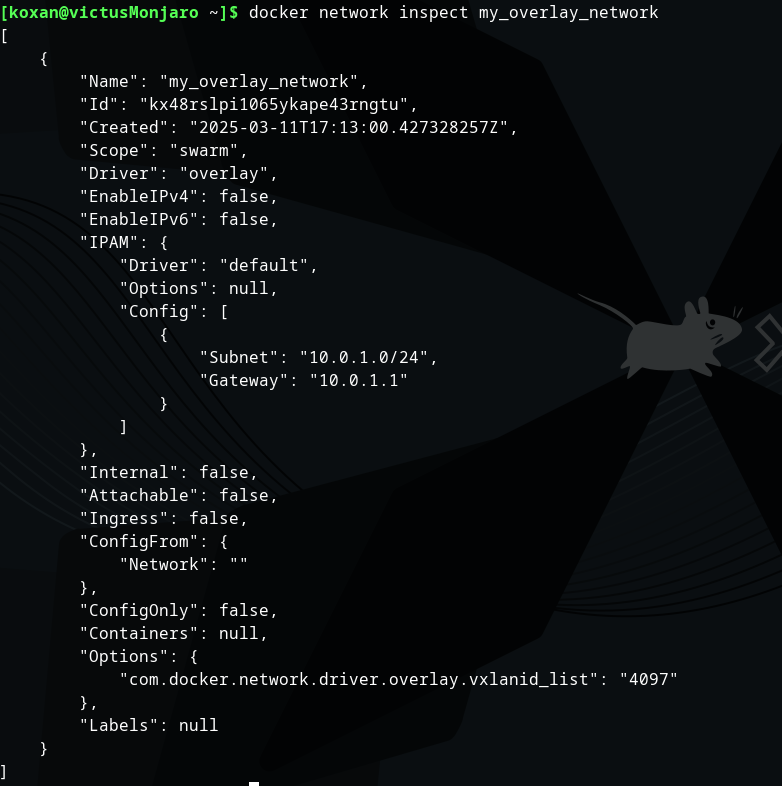 [koxan@victusMonjaro ~]$ docker network inspect my_overlay_network
[
    {
        "Name": "my_overlay_network",
        "Id": "kx48rslpi1065ykape43rngtu",
        "Created": "2025-03-11T17:13:00.427328257Z",
        "Scope": "swarm",
        "Driver": "overlay",
        "EnableIPv4": false,
        "EnableIPv6": false,
        "IPAM": {
            "Driver": "default",
            "Options": null,
            "Config": [
                {
                    "Subnet": "10.0.1.0/24",
                    "Gateway": "10.0.1.1"
                }
            ]
        },
        "Internal": false,
        "Attachable": false,
        "Ingress": false,
        "ConfigFrom": {
            "Network": ""
        },
        "ConfigOnly": false,
        "Containers": null,
        "Options": {
            "com.docker.network.driver.overlay.vxlanid_list": "4097"
        },
        "Labels": null
    }
]